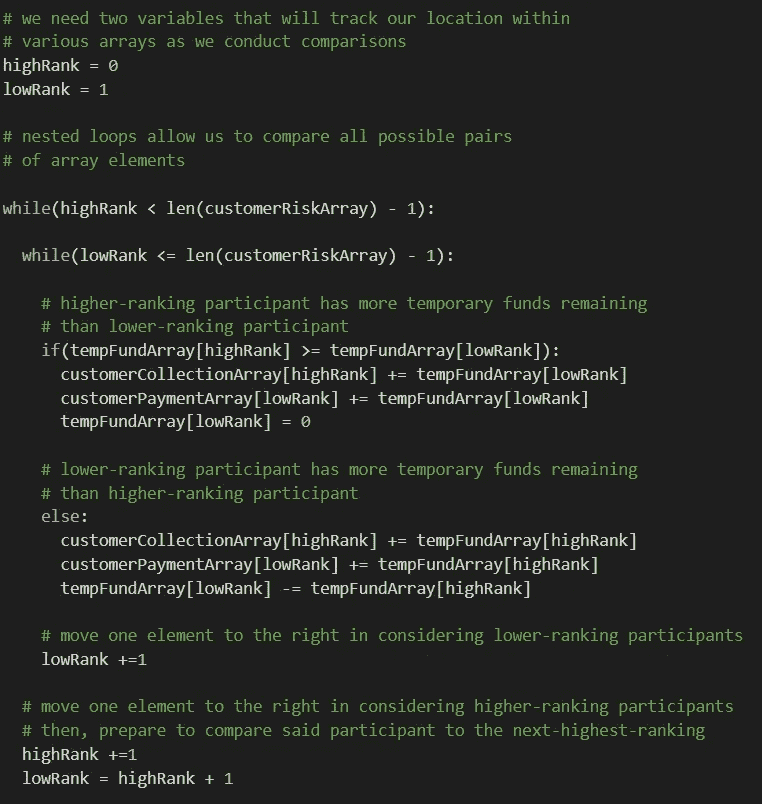 # we need two variables that will track our location within
# various arrays as we conduct comparisons
highRank = 0
lowRank = 1
# nested loops allow us to compare all possible pairs
# of array elements
while(highRank < len(customerRiskArray) - 1):
while(lowRank <= len(customerRiskArray) - 1):
# higher-ranking participant has more temporary funds remaining
# than lower-ranking participant
if(tempFundArray[highRank] >= tempFundArray[lowRank]):
customerCollectionArray[highRank] += tempFundArray[lowRank]
customerPaymentArray[lowRank] += tempFundArray[lowRank]
tempFundArray[lowRank] = 0
# lower-ranking participant has more temporary funds remaining
# than higher-ranking participant
else:
customerCollectionArray[highRank] += tempFundArray[highRank]
customerPaymentArray[lowRank] += tempFundArray[highRank]
tempFundArray[lowRank] -= tempFundArray[highRank]
# move one element to the right in considering lower-ranking participants
lowRank +=1
# move one element to the right in considering higher-ranking participants
# then, prepare to compare said participant to the next-highest-ranking
highRank +=1
lowRank = highRank + 1